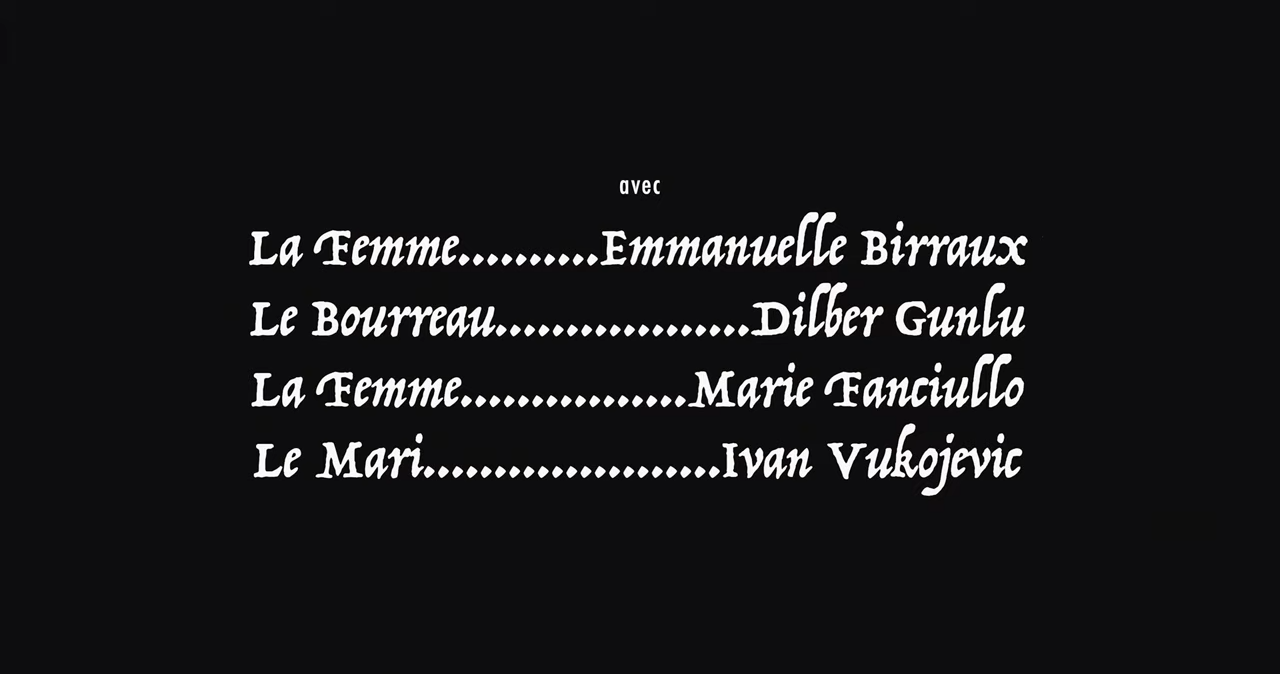 avec
La Femme..........Emmanuelle Birraux
Le Bourreau..................Dilber Gunlu
La Femme................Marie Fanciullo
Le Mari.....................Ivan Vukojevic